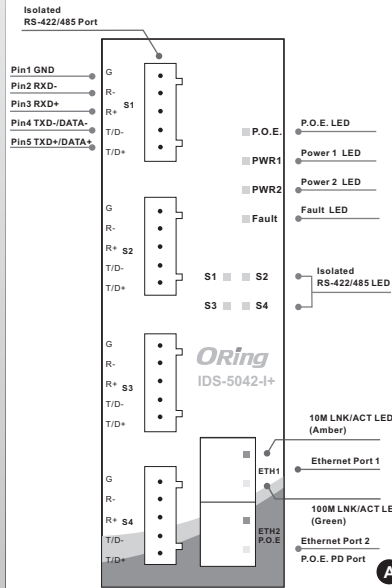 Isolated
RS-422/485 Port
Pin1 GND
Pin2 RXD-
Pin3 RXD+
Pin4 TXD-/DATA-
Pin5 TXD+/DATA+
G
R-
R+ S1
T/D-
T/D+
P.O.E.
PWR1
PWR2
Fault
P.O.E. LED
Power 1 LED
Power 2 LED
Fault LED
G
R-
R+ S2
T/D-
T/D+
S1 S2
S3 S4
Isolated
RS-422/485 LED
ORing
IDS-5042-I+
G
R-
R+ S3
T/D-
T/D+
10M LNK/ACT LED
(Amber)
ETH1
Ethernet Port 1
100M LNK/ACT LE
(Green)
G
R-
R+ S4
T/D-
T/D+
ETH2
P.O.E
Ethernet Port 2
P.O.E. PD Port
A